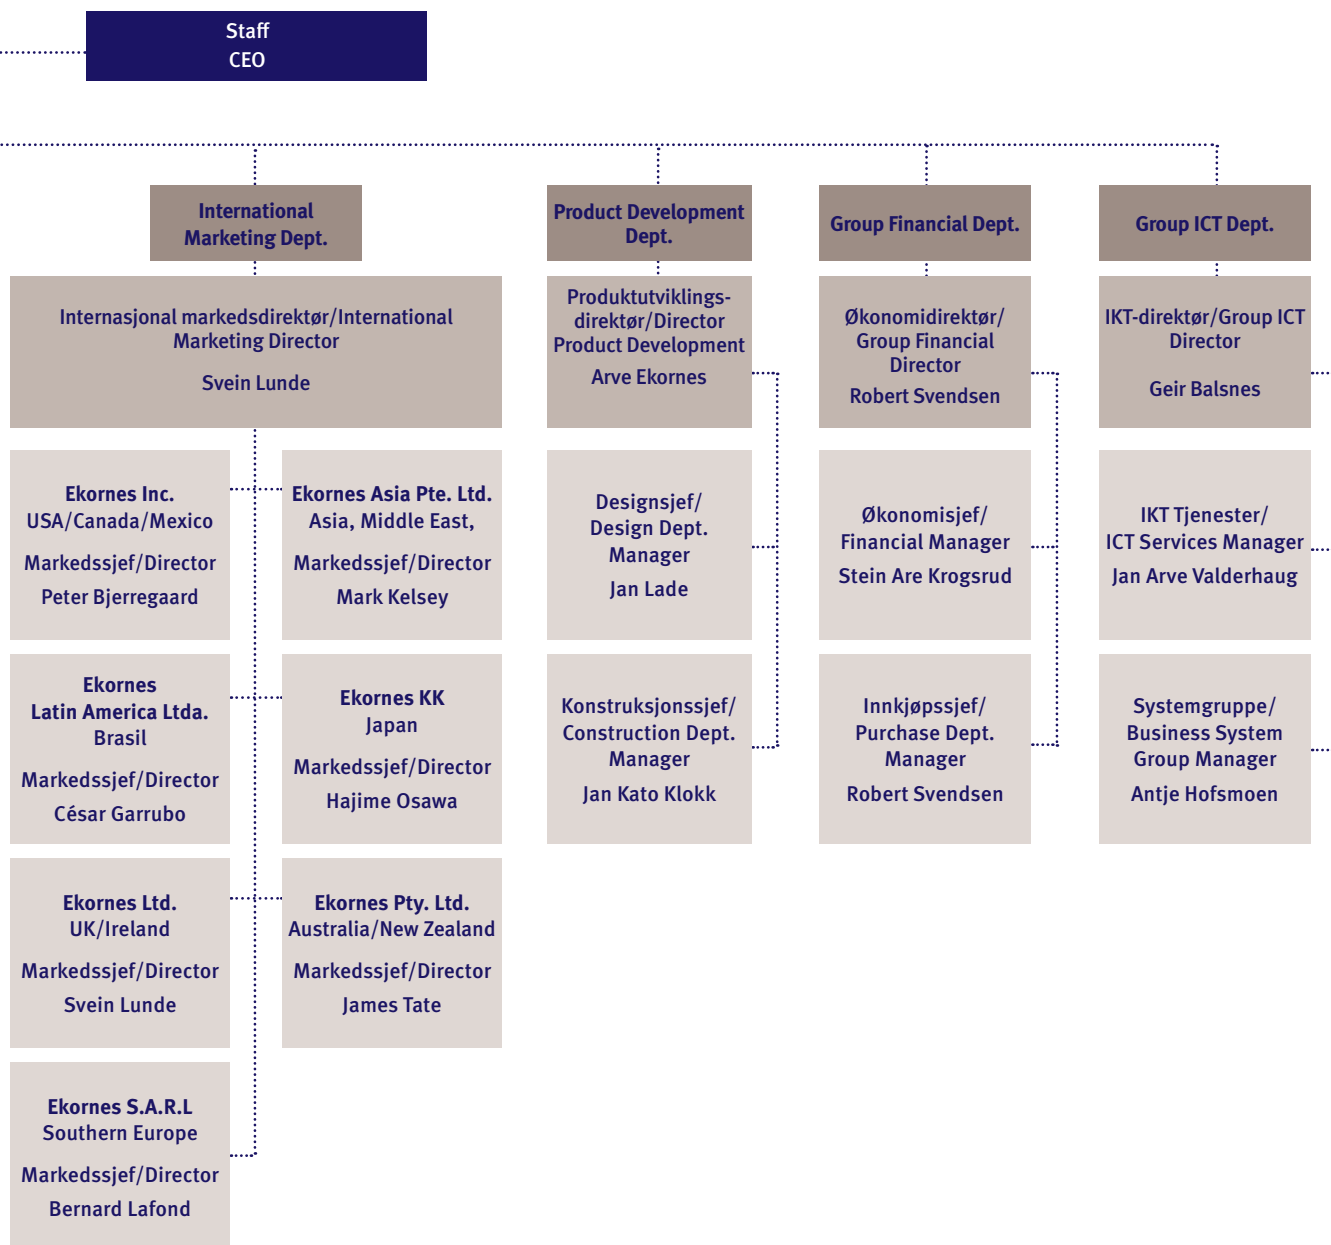 Staff
CEO
International
Marketing Dept.
Internasjonal markedsdirektør/International
Marketing Director
Svein Lunde
Ekornes Inc.
USA/Canada/Mexico
Markedssjef/Director
Peter Bjerregaard
Ekornes Asia Pte. Ltd.
Asia, Middle East,
Markedssjef/Director
Mark Kelsey
Ekornes
Latin America Ltda.
Brasil
Markedssjef/Director
César Garrubo
Ekornes KK
Japan
Markedssjef/Director
Hajime Osawa
Ekornes Ltd.
UK/Ireland
Markedssjef/Director
Svein Lunde
Ekornes Pty. Ltd.
Australia/New Zealand
Markedssjef/Director
James Tate
Ekornes S.A.R.L
Southern Europe
Markedssjef/Director
Bernard Lafond
Product Development
Dept.
Produktutviklings-
direktør/Director
Product Development
Arve Ekornes
Designsjef/
Design Dept.
Manager
Jan Lade
Konstruksjonssjef/
Construction Dept.
Manager
Jan Kato Klokk
Group Financial Dept.
Økonomidirektør/
Group Financial
Director
Robert Svendsen
Økonomisjef/
Financial Manager
Stein Are Krogsrud
Innkjøpssjef/
Purchase Dept.
Manager
Robert Svendsen
Group ICT Dept.
IKT-direktør/Group ICT
Director
Geir Balsnes
IKT Tjenester/
ICT Services Manager
Jan Arve Valderhaug
Systemgruppe/
Business System
Group Manager
Antje Hofsmoen